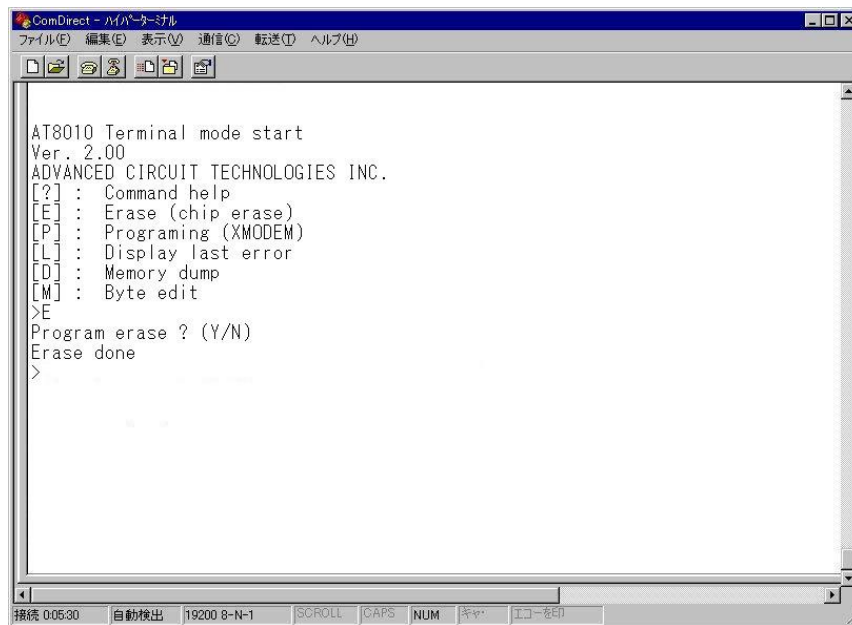 ComDirect - ハイパーターミナル
ファイル(F) 編集(E) 表示(V) 通信(C) 転送(T) ヘルプ(H)
AT8010 Terminal mode start
Ver. 2.00
ADVANCED CIRCUIT TECHNOLOGIES INC.
[?] : Command help
[E] : Erase (chip erase)
[P] : Programing (XMODEM)
[L] : Display last error
[D] : Memory dump
[M] : Byte edit
>E
Program erase ? (Y/N)
Erase done
>
接続 0:05:30 自動検出 19200 8-N-1 SCROLL CAPS NUM キャ エコーを印